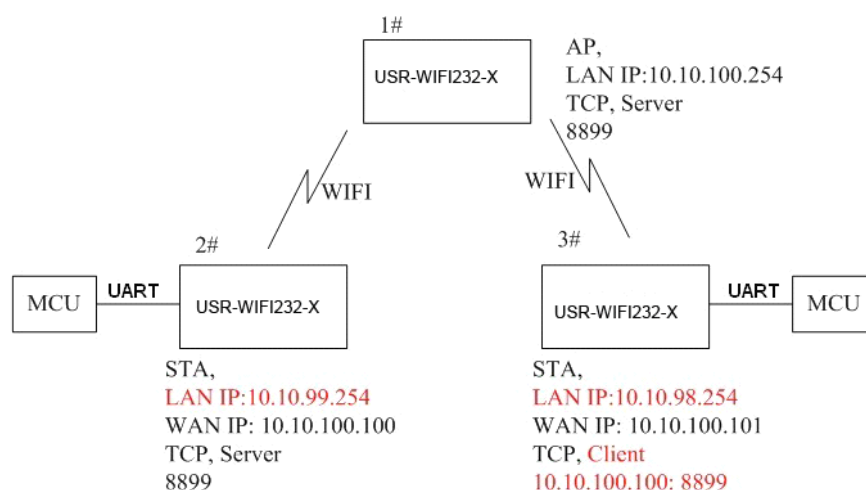 1#
USR-WIFI232-X
AP,
LAN IP:10.10.100.254
TCP, Server
8899
WIFI
WIFI
2#
3#
MCU
UART
USR-WIFI232-X
USR-WIFI232-X
UART
MCU
STA,
LAN IP:10.10.99.254
WAN IP: 10.10.100.100
TCP, Server
8899
STA,
LAN IP:10.10.98.254
WAN IP: 10.10.100.101
TCP, Client
10.10.100.100: 8899